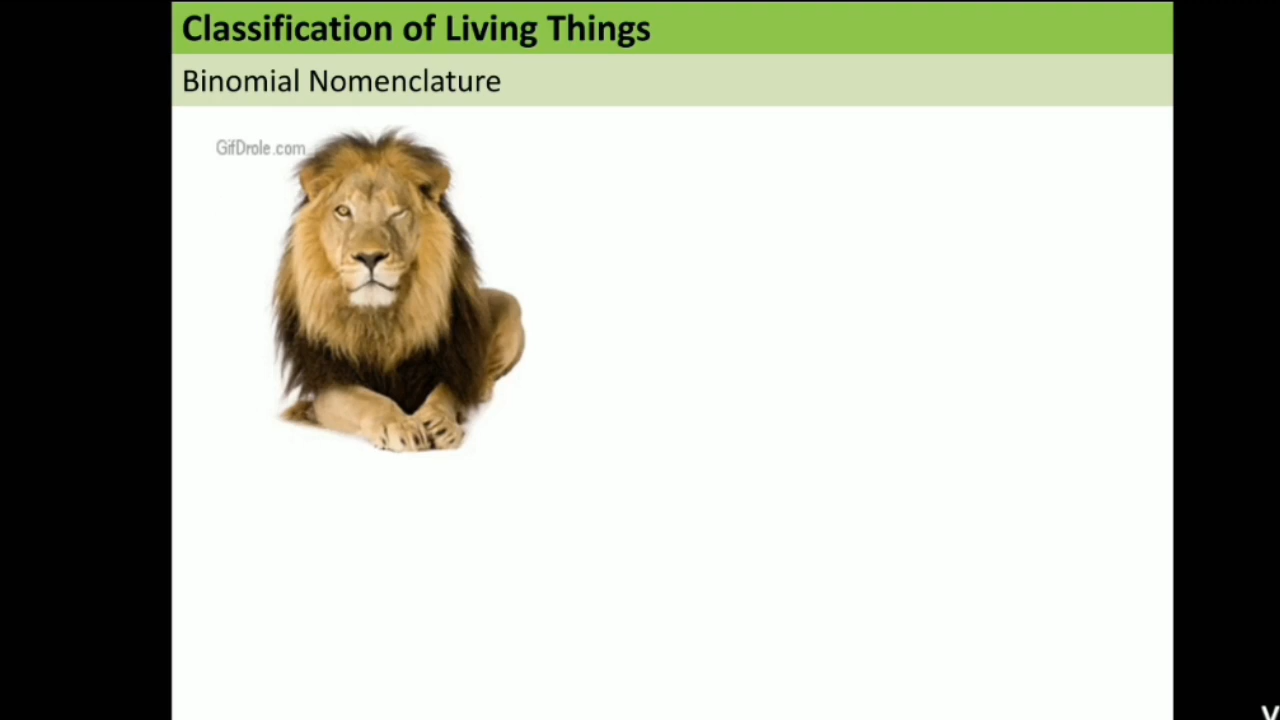 Classification of Living Things
Binomial Nomenclature
GifDrole.com